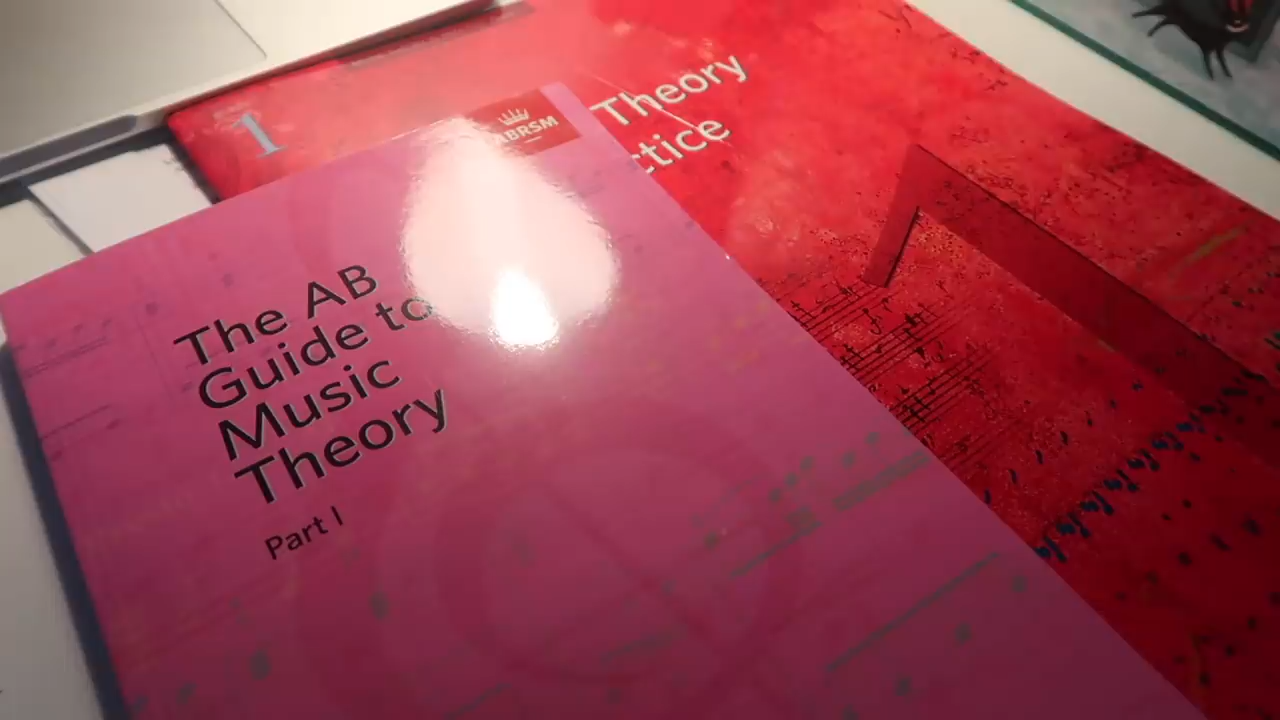 1
Theory
ctice
ABRSM
The AB
Guide to
Music
Theory
Part I